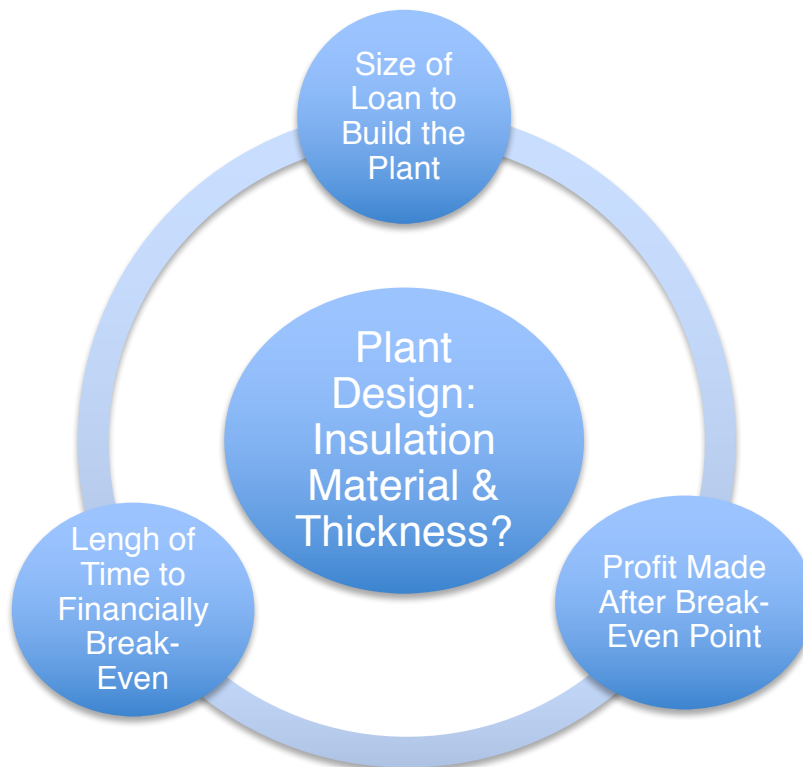 Size of
Loan to
Build the
Plant
Plant
Design:
Insulation
Material &
Thickness?
Lengh of
Time to
Financially
Break-
Even
Profit Made
After Break-
Even Point